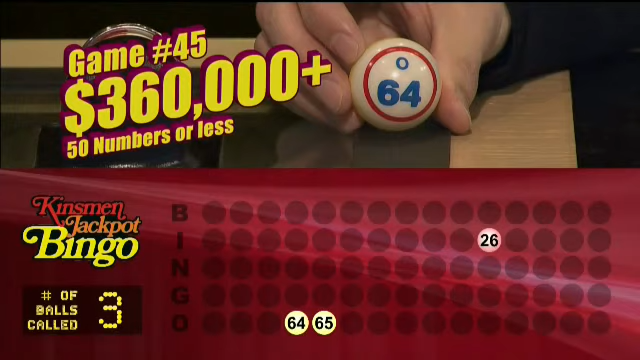 Game #45
$360,000+
50 Numbers or less
O
64
Kinsmen
Jackpot
Bingo
# OF
BALLS
CALLED
3
B
I
26
N
G
O
64 65